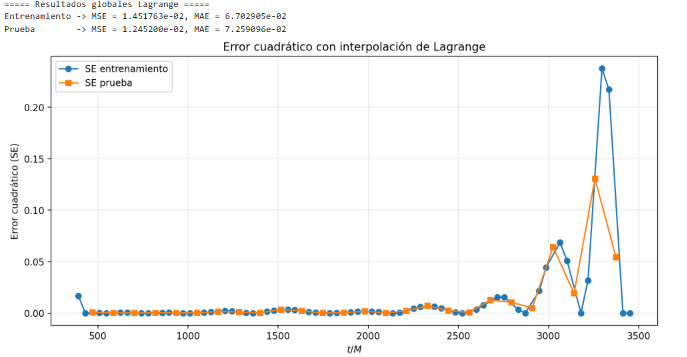 ===== Resultados globales Lagrange =====
Entrenamiento -> MSE = 1.451763e-02, MAE = 6.702905e-02
Prueba        -> MSE = 1.245200e-02, MAE = 7.259096e-02
Error cuadrático con interpolación de Lagrange
SE entrenamiento
SE prueba
Error cuadrático (SE)
0.20
0.15
0.10
0.05
0.00
500
1000
1500
2000
2500
3000
3500
t/M